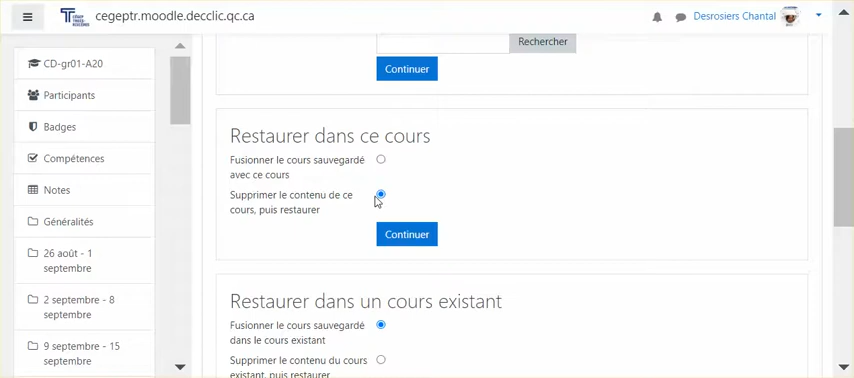 cegeptr.moodle.decclic.qc.ca
Desrosiers Chantal
CD-gr01-A20
Participants
Badges
Compétences
Notes
Généralités
26 août - 1
septembre
2 septembre - 8
septembre
9 septembre - 15
septembre
Rechercher
Continuer
Restaurer dans ce cours
Fusionner le cours sauvegardé
avec ce cours
Supprimer le contenu de ce
cours, puis restaurer
Continuer
Restaurer dans un cours existant
Fusionner le cours sauvegardé
dans le cours existant
Supprimer le contenu du cours
existant, puis restaurer